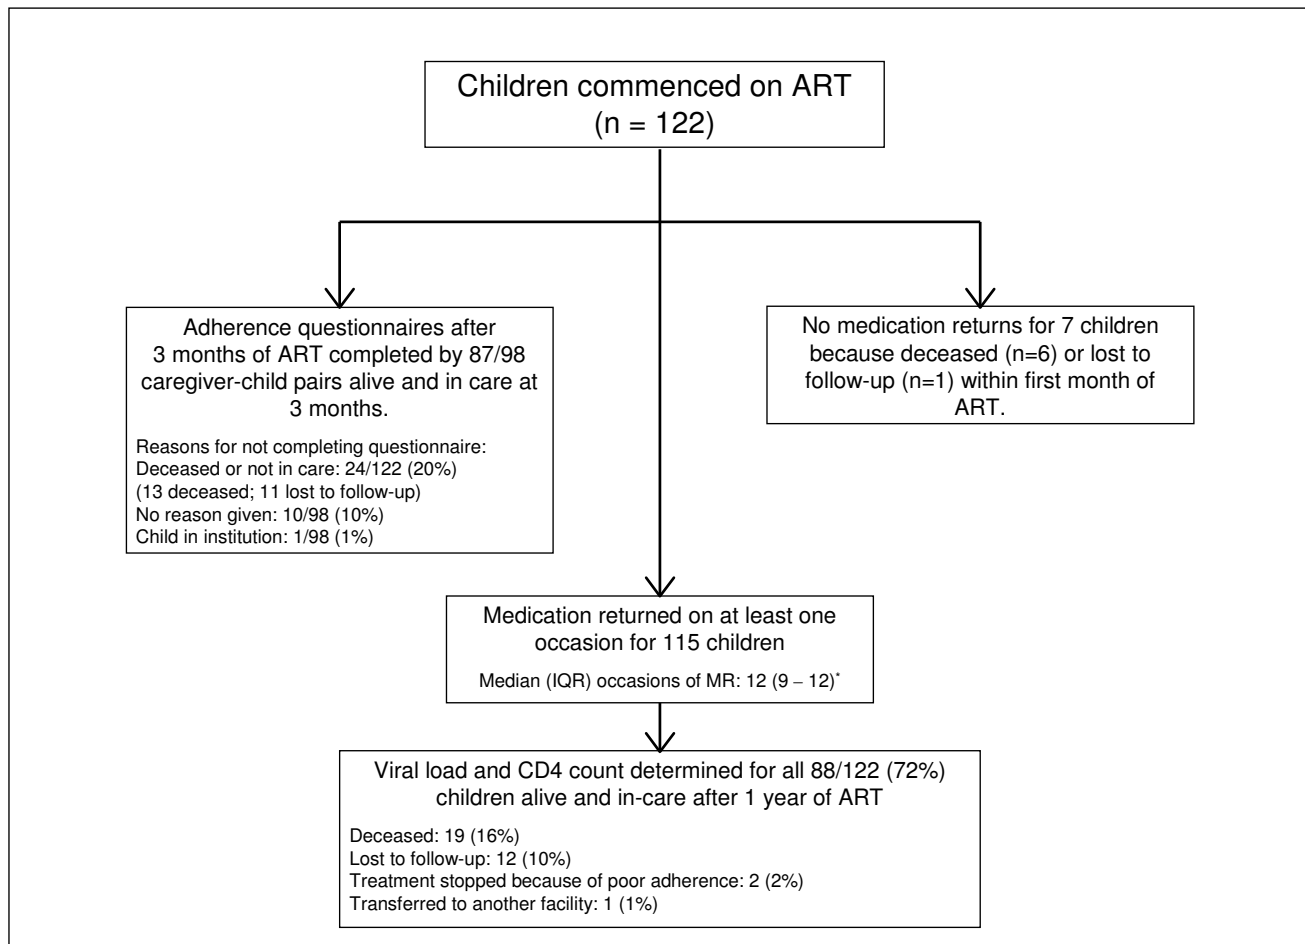 Children commenced on ART
(n = 122)
Adherence questionnaires after
3 months of ART completed by 87/98
caregiver-child pairs alive and in care at
3 months.
Reasons for not completing questionnaire:
Deceased or not in care: 24/122 (20%)
(13 deceased; 11 lost to follow-up)
No reason given: 10/98 (10%)
Child in institution: 1/98 (1%)
No medication returns for 7 children
because deceased (n=6) or lost to
follow-up (n=1) within first month of
ART.
Medication returned on at least one
occasion for 115 children
Median (IQR) occasions of MR: 12 (9 – 12)*
Viral load and CD4 count determined for all 88/122 (72%)
children alive and in-care after 1 year of ART
Deceased: 19 (16%)
Lost to follow-up: 12 (10%)
Treatment stopped because of poor adherence: 2 (2%)
Transferred to another facility: 1 (1%)